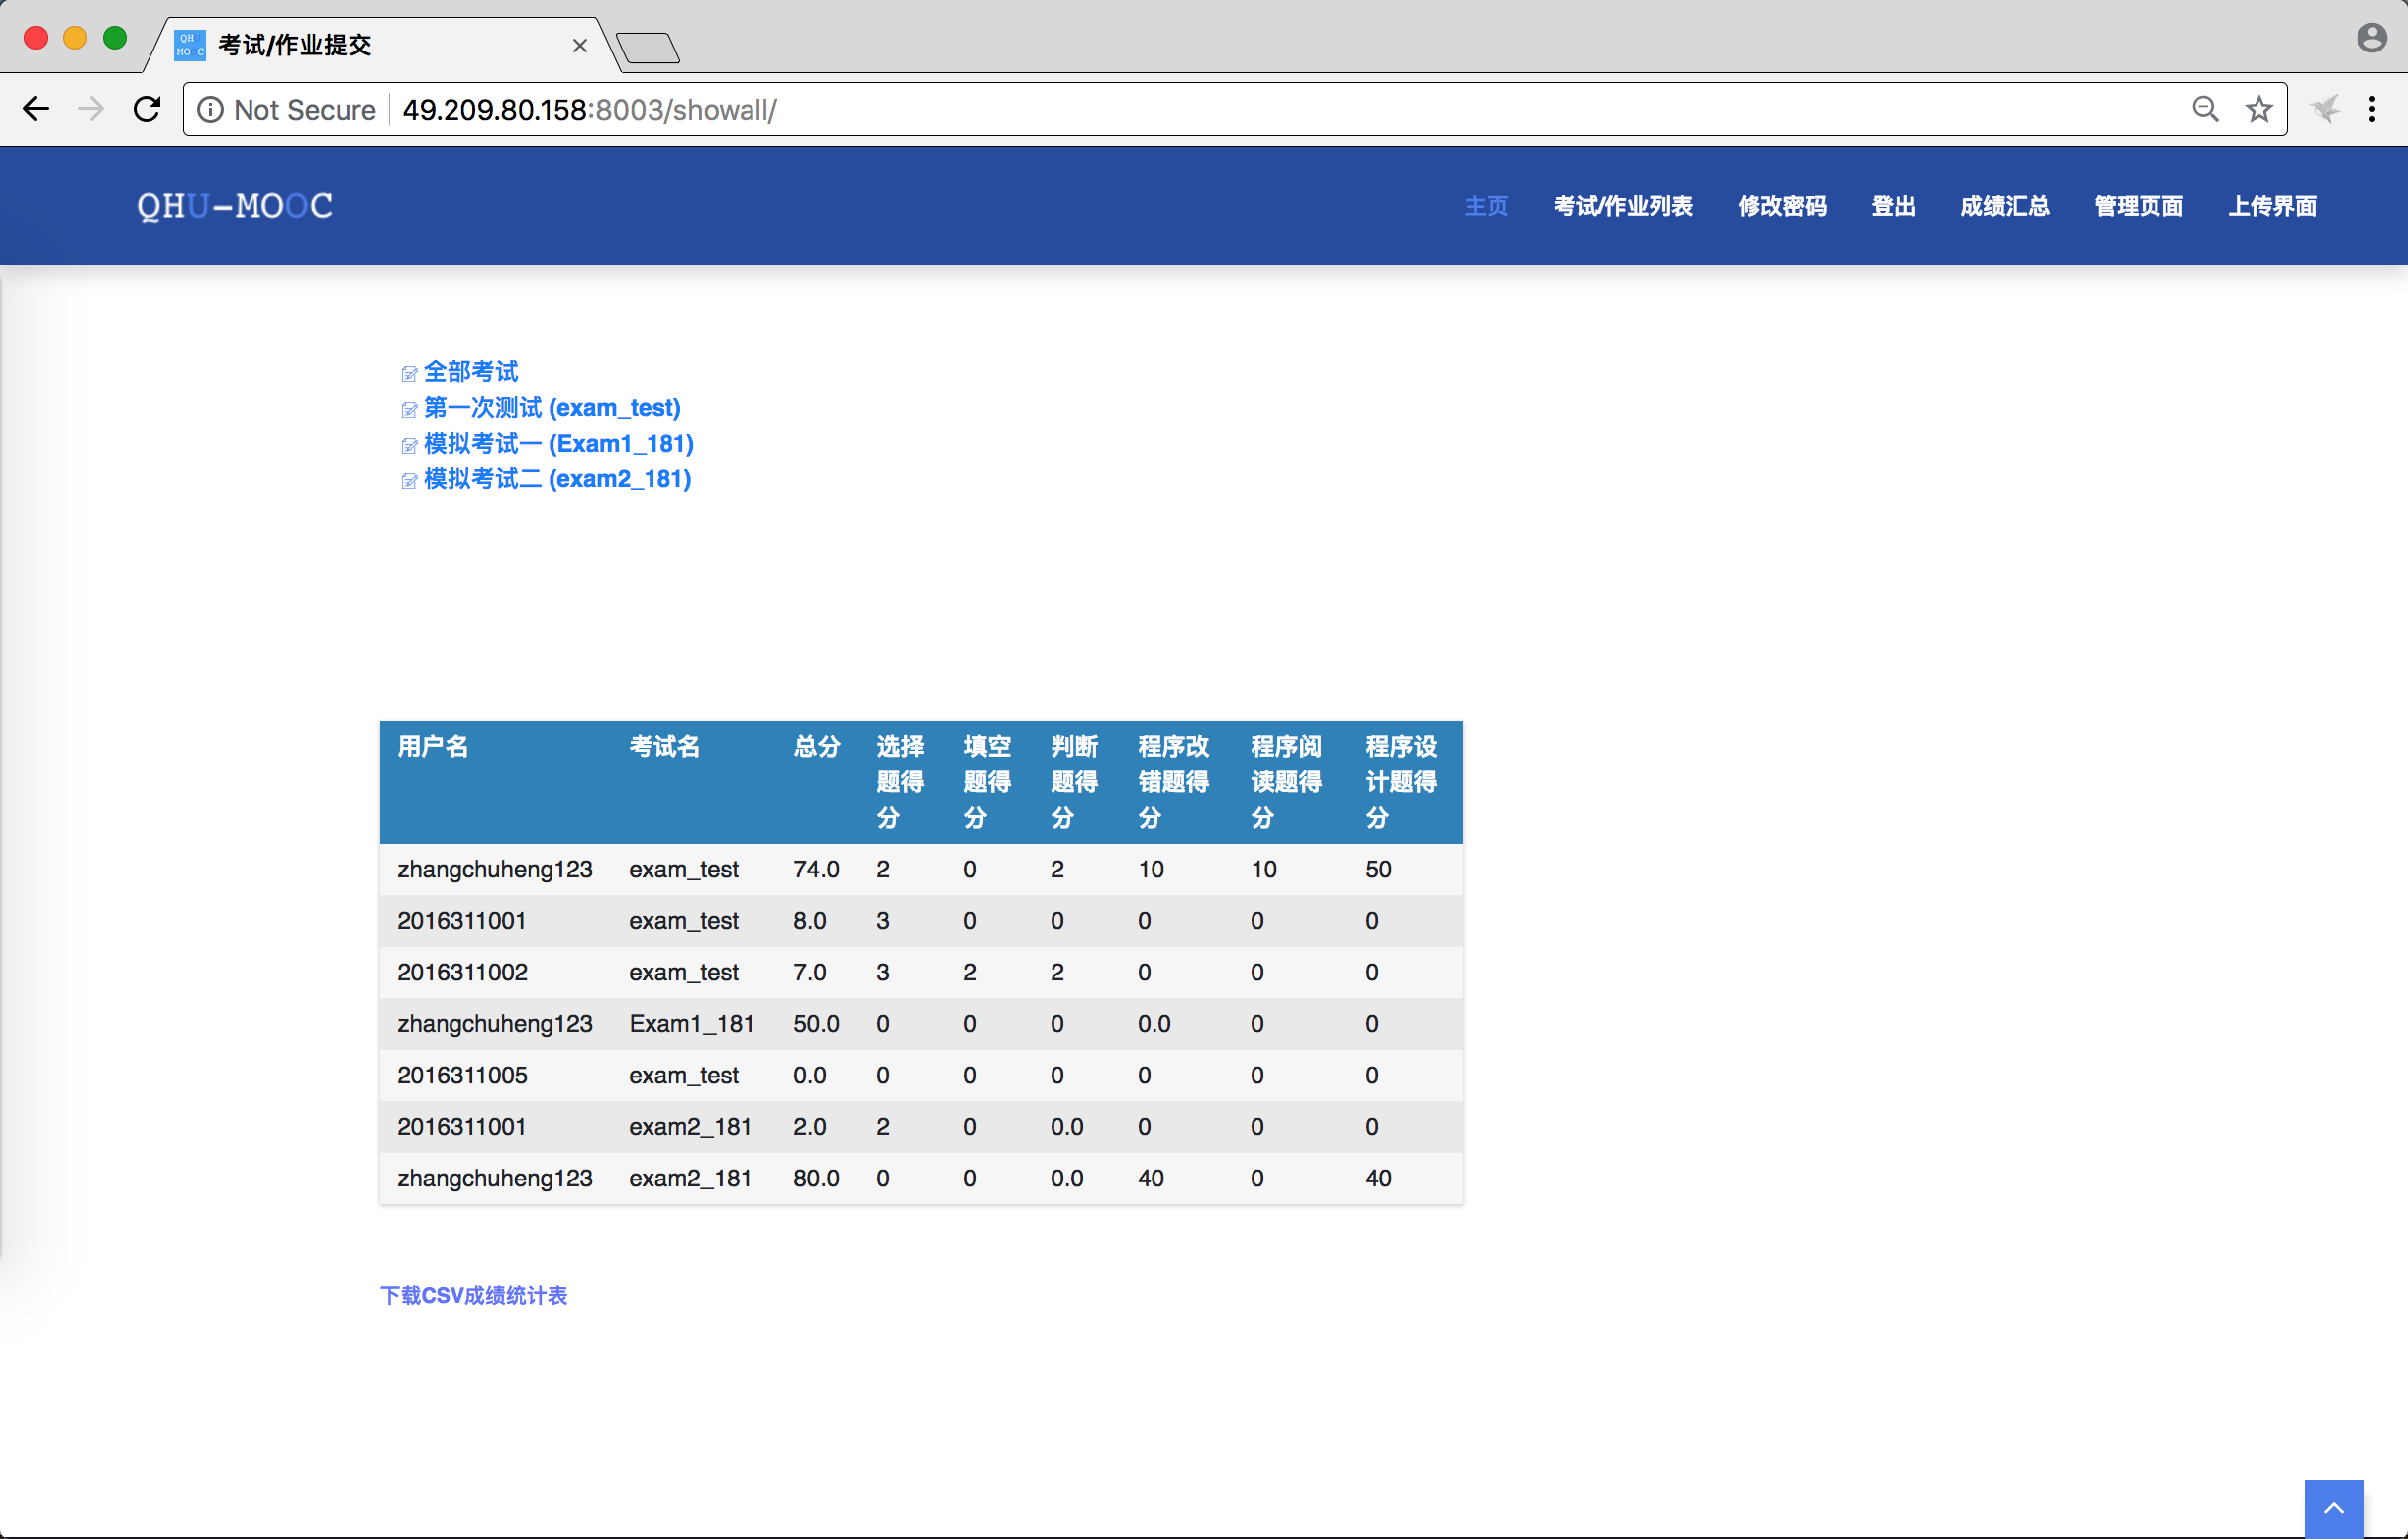 考试/作业提交
Not Secure 49.209.80.158:8003/showall/
QHU-MOOC
主页 考试/作业列表 修改密码 登出 成绩汇总 管理页面 上传界面
全部考试
第一次测试 (exam_test)
模拟考试一 (Exam1_181)
模拟考试二 (exam2_181)
用户名 考试名 总分 选择题得分 填空题得分 判断题得分 程序改错题得分 程序阅读题得分 程序设计题得分
zhangchuheng123 exam_test 74.0 2 0 2 10 10 50
2016311001 exam_test 8.0 3 0 0 0 0 0
2016311002 exam_test 7.0 3 2 2 0 0 0
zhangchuheng123 Exam1_181 50.0 0 0 0 0.0 0 0
2016311005 exam_test 0.0 0 0 0 0 0 0
2016311001 exam2_181 2.0 2 0 0.0 0 0 0
zhangchuheng123 exam2_181 80.0 0 0 0.0 40 0 40
下载CSV成绩统计表